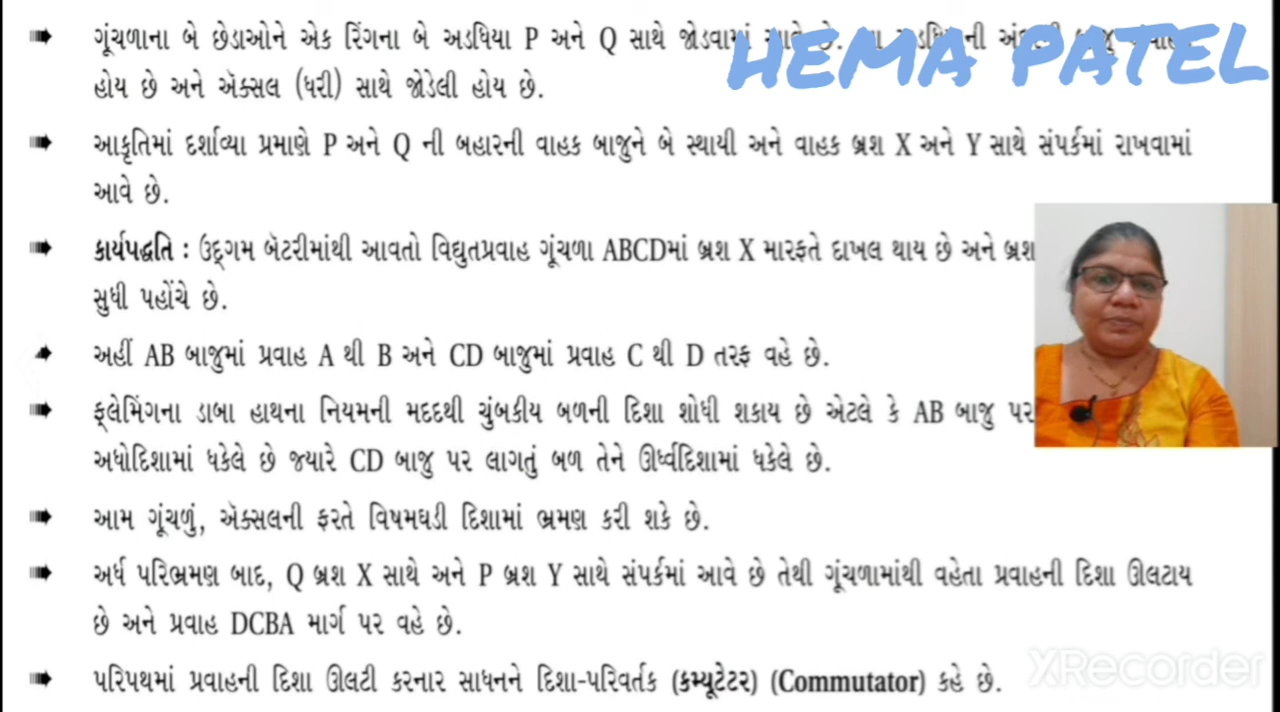 ગૂંચળાના બે છેડાઓને એક રિંગના બે અડધિયા P અને Q સાથે જોડવામાં આવે છે.
HEMA PATEL
હોય છે અને ઍક્સલ (ધરી) સાથે જોડેલી હોય છે.
આકૃતિમાં દર્શાવ્યા પ્રમાણે P અને Q ની બહારની વાહક બાજુને બે સ્થાયી અને વાહક બ્રશ X અને Y સાથે સંપર્કમાં રાખવામાં
આવે છે.
કાર્યપદ્ધતિ : ઉદ્દગમ બૅટરીમાંથી આવતો વિદ્યુતપ્રવાહ ગૂંચળા ABCDમાં બ્રશ X મારફતે દાખલ થાય છે અને બ્રશ
સુધી પહોંચે છે.
અહીં AB બાજુમાં પ્રવાહ A થી B અને CD બાજુમાં પ્રવાહ C થી D તરફ વહે છે.
ફ્લેમિંગના ડાબા હાથના નિયમની મદદથી ચુંબકીય બળની દિશા શોધી શકાય છે એટલે કે AB બાજુ પર
અધોદિશામાં ધકેલે છે જ્યારે CD બાજુ પર લાગતું બળ તેને ઊર્ધ્વદિશામાં ધકેલે છે.
આમ ગૂંચળું, ઍક્સલની ફરતે વિષમઘડી દિશામાં ભ્રમણ કરી શકે છે.
અર્ધ પરિભ્રમણ બાદ, Q બ્રશ X સાથે અને P બ્રશ Y સાથે સંપર્કમાં આવે છે તેથી ગૂંચળામાંથી વહેતા પ્રવાહની દિશા ઊલટાય
છે અને પ્રવાહ DCBA માર્ગ પર વહે છે.
પરિપથમાં પ્રવાહની દિશા ઊલટી કરનાર સાધનને દિશા-પરિવર્તક (કમ્યૂટેટર) (Commutator) કહે છે.
XRecorder